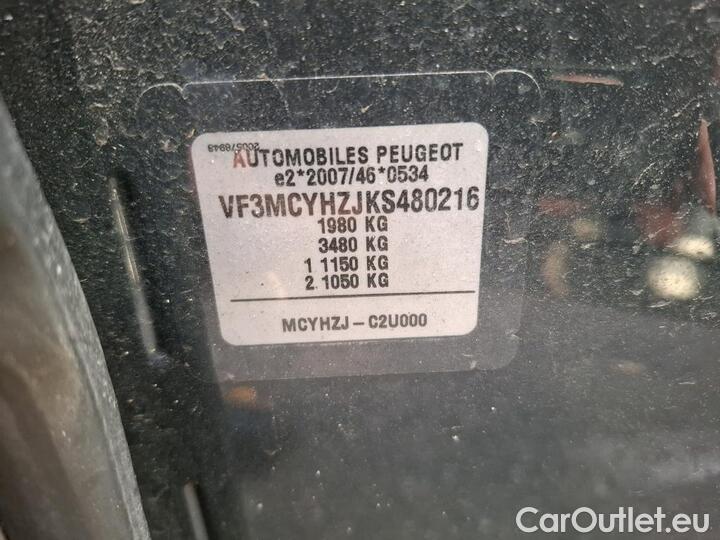 200578948
AUTOMOBILES PEUGEOT
e2*2007/46*0534
VF3MCYHZJKS480216
1980 KG
3480 KG
1 1150 KG
2. 1050 KG
MCYHZJ-C2U000
CarOutlet.eu